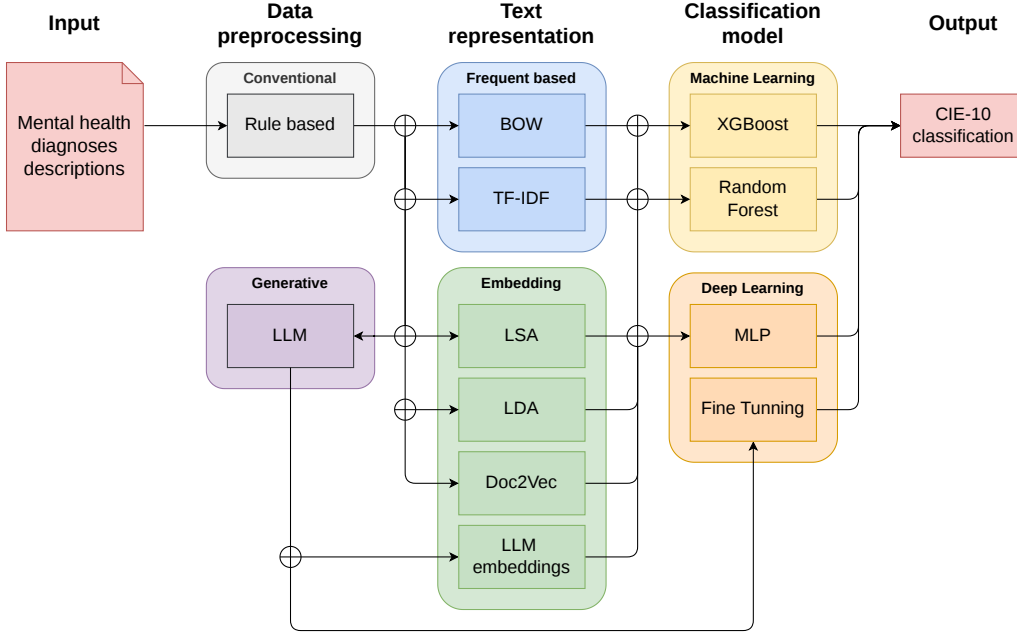 Input
Data
preprocessing
Text
representation
Classification
model
Output
Mental health
diagnoses
descriptions
Conventional
Rule based
Generative
LLM
Frequent based
BOW
TF-IDF
Embedding
LSA
LDA
Doc2Vec
LLM
embeddings
Machine Learning
XGBoost
Random
Forest
Deep Learning
MLP
Fine Tunning
CIE-10
classification